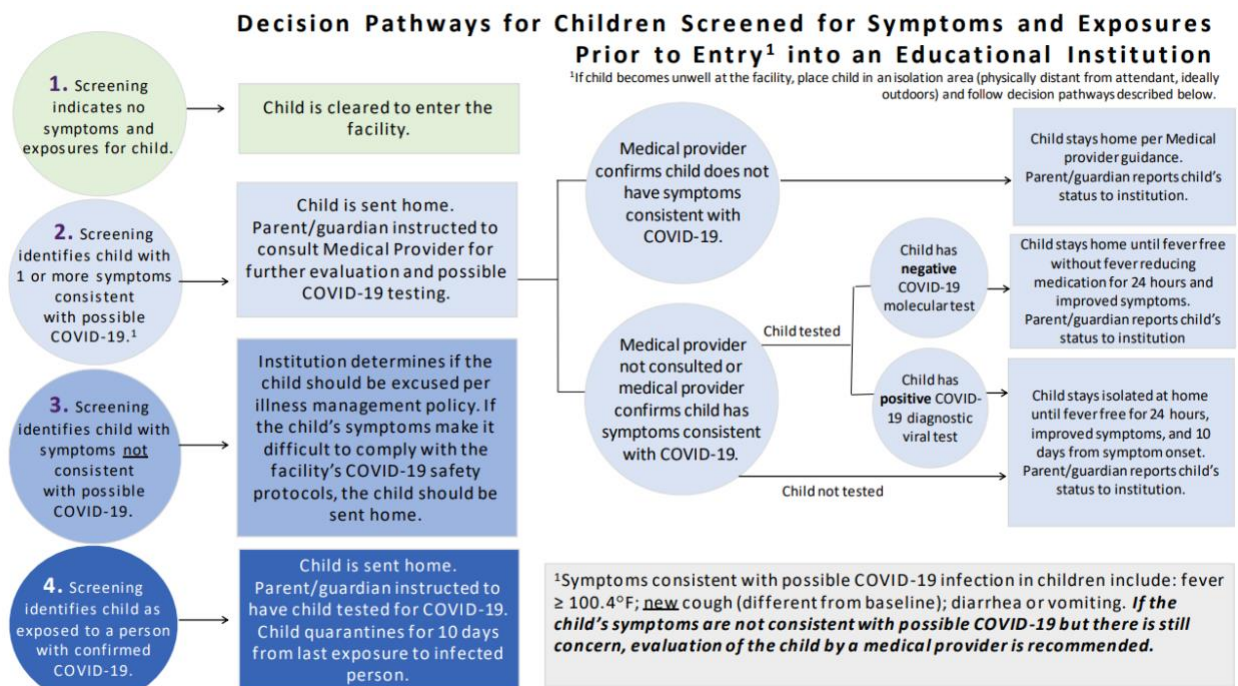 Decision Pathways for Children Screened for Symptoms and Exposures
Prior to Entry¹ into an Educational Institution
¹If child becomes unwell at the facility, place child in an isolation area (physically distant from attendant, ideally
outdoors) and follow decision pathways described below.
1. Screening
indicates no
symptoms and
exposures for child.
Child is cleared to enter the
facility.
2. Screening
identifies child with
1 or more symptoms
consistent
with possible
COVID-19.¹
Child is sent home.
Parent/guardian instructed to
consult Medical Provider for
further evaluation and possible
COVID-19 testing.
Medical provider
confirms child does not
have symptoms
consistent with
COVID-19.
Child stays home per Medical
provider guidance.
Parent/guardian reports child's
status to institution.
Medical provider
not consulted or
medical provider
confirms child has
symptoms consistent
with COVID-19.
Child tested
Child has
negative
COVID-19
molecular test
Child stays home until fever free
without fever reducing
medication for 24 hours and
improved symptoms.
Parent/guardian reports child's
status to institution
Child has
positive COVID-
19 diagnostic
viral test
Child not tested
Child stays isolated at home
until fever free for 24 hours,
improved symptoms, and 10
days from symptom onset.
Parent/guardian reports child's
status to institution.
3. Screening
identifies child with
symptoms not
consistent
with possible
COVID-19.
Institution determines if the
child should be excused per
illness management policy. If
the child's symptoms make it
difficult to comply with the
facility's COVID-19 safety
protocols, the child should be
sent home.
4. Screening
identifies child as
exposed to a person
with confirmed
COVID-19.
Child is sent home.
Parent/guardian instructed to
have child tested for COVID-19.
Child quarantines for 10 days
from last exposure to infected
person.
¹Symptoms consistent with possible COVID-19 infection in children include: fever
≥ 100.4°F; new cough (different from baseline); diarrhea or vomiting. If the
child's symptoms are not consistent with possible COVID-19 but there is still
concern, evaluation of the child by a medical provider is recommended.